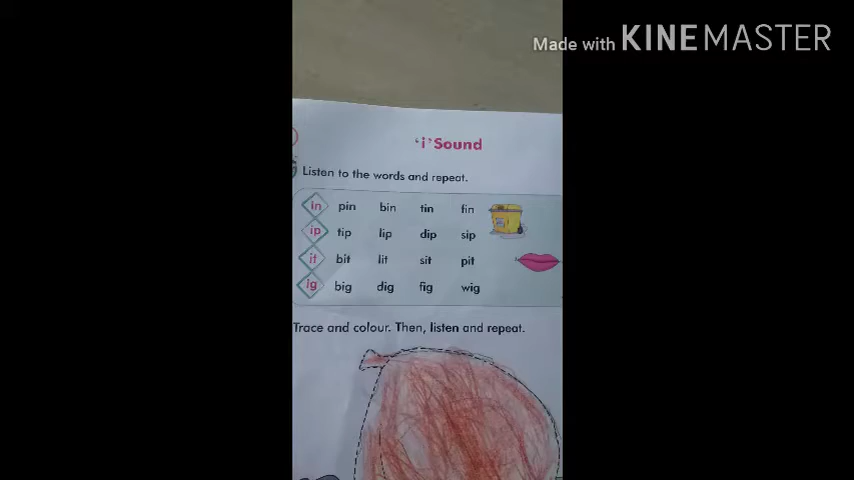 Made with KINEMASTER
'i' Sound
Listen to the words and repeat.
in pin bin tin fin
ip tip lip dip sip
it bit lit sit pit
ig big dig fig wig
Trace and colour. Then, listen and repeat.